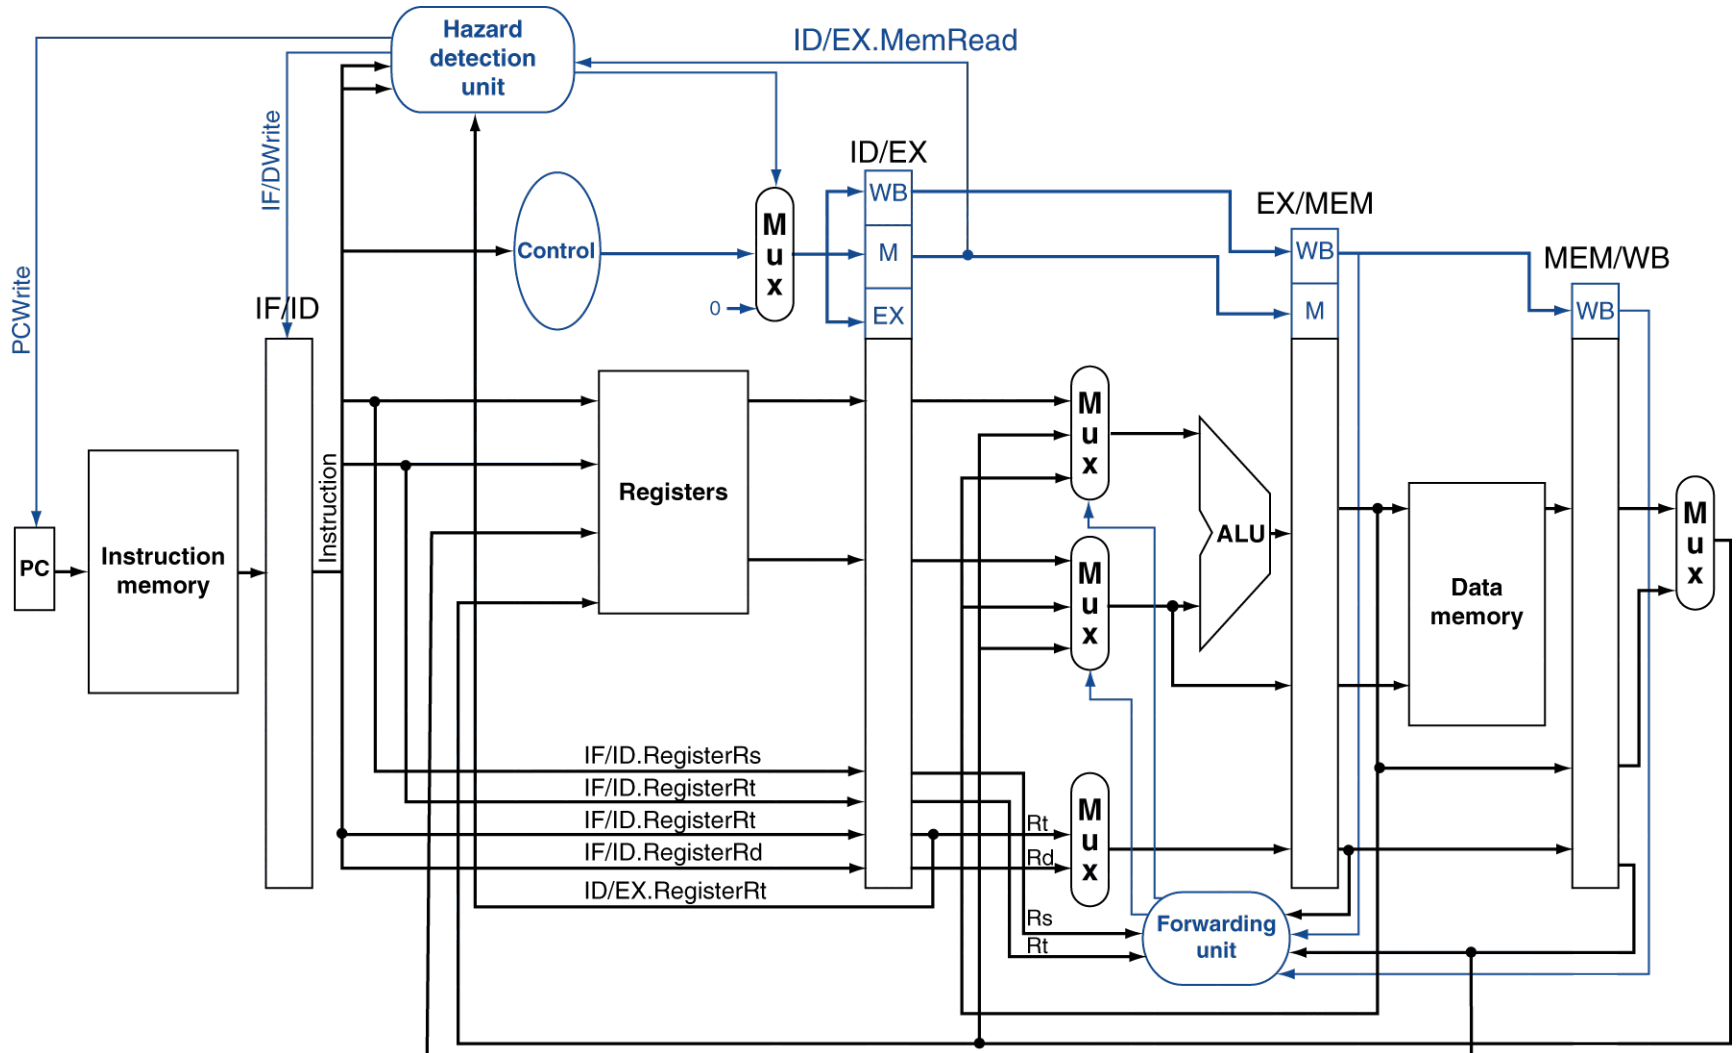 Hazard
detection
unit
ID/EX.MemRead
IF/DWrite
PCWrite
ID/EX
WB
M
EX
Control
M
u
x
0
EX/MEM
WB
M
MEM/WB
WB
IF/ID
Instruction
PC
Instruction
memory
Registers
M
u
x
M
u
x
ALU
Data
memory
M
u
x
IF/ID.RegisterRs
IF/ID.RegisterRt
IF/ID.RegisterRt
IF/ID.RegisterRd
ID/EX.RegisterRt
Rt
Rd
M
u
x
Rs
Rt
Forwarding
unit